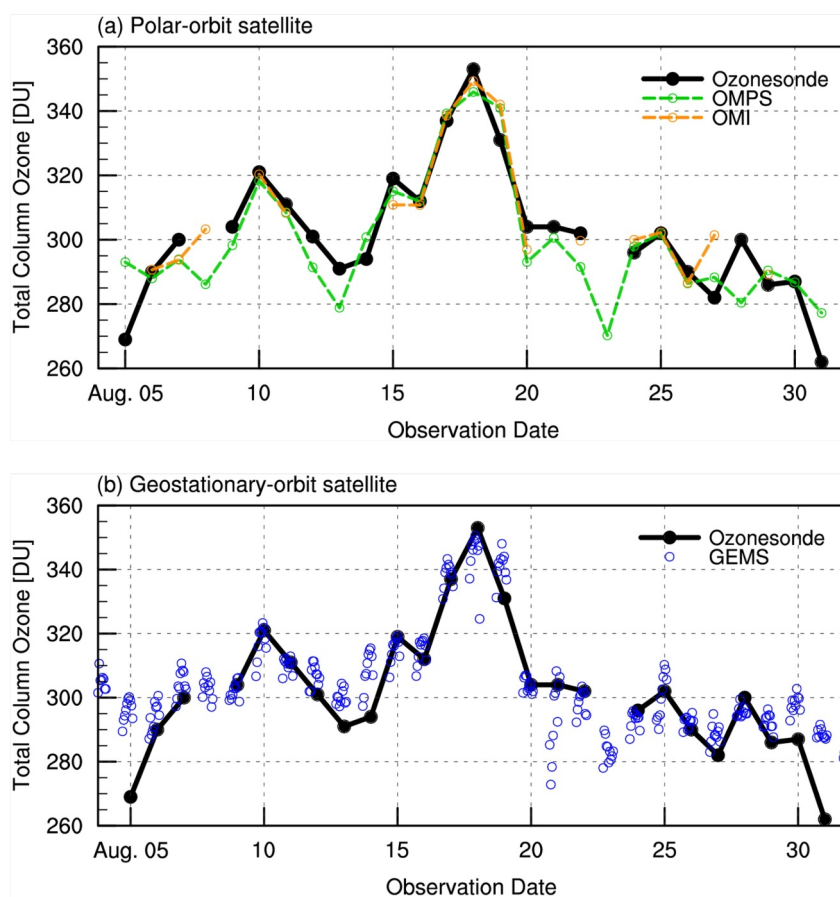 (a) Polar-orbit satellite
Total Column Ozone [DU]
360
340
320
300
280
260
Ozonesonde
OMPS
OMI
Aug. 05 10 15 20 25 30
Observation Date
(b) Geostationary-orbit satellite
Total Column Ozone [DU]
360
340
320
300
280
260
Ozonesonde
GEMS
Aug. 05 10 15 20 25 30
Observation Date